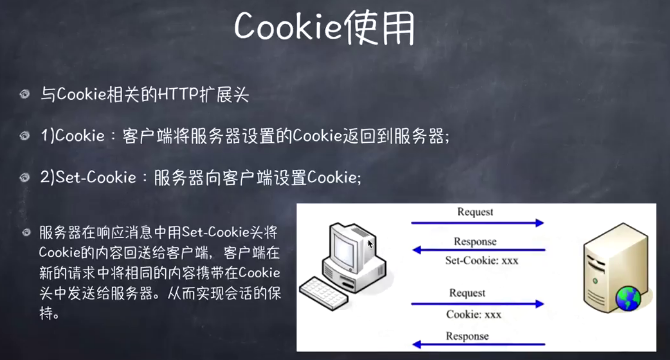 Cookie使用
与Cookie相关的HTTP扩展头
1)Cookie：客户端将服务器设置的Cookie返回到服务器;
2)Set-Cookie：服务器向客户端设置Cookie;
服务器在响应消息中用Set-Cookie头将
Cookie的内容回送给客户端，客户端在
新的请求中将相同的内容携带在Cookie
头中发送给服务器。从而实现会话的保
持。
Request
Response
Set-Cookie: xxx
Request
Cookie: xxx
Response